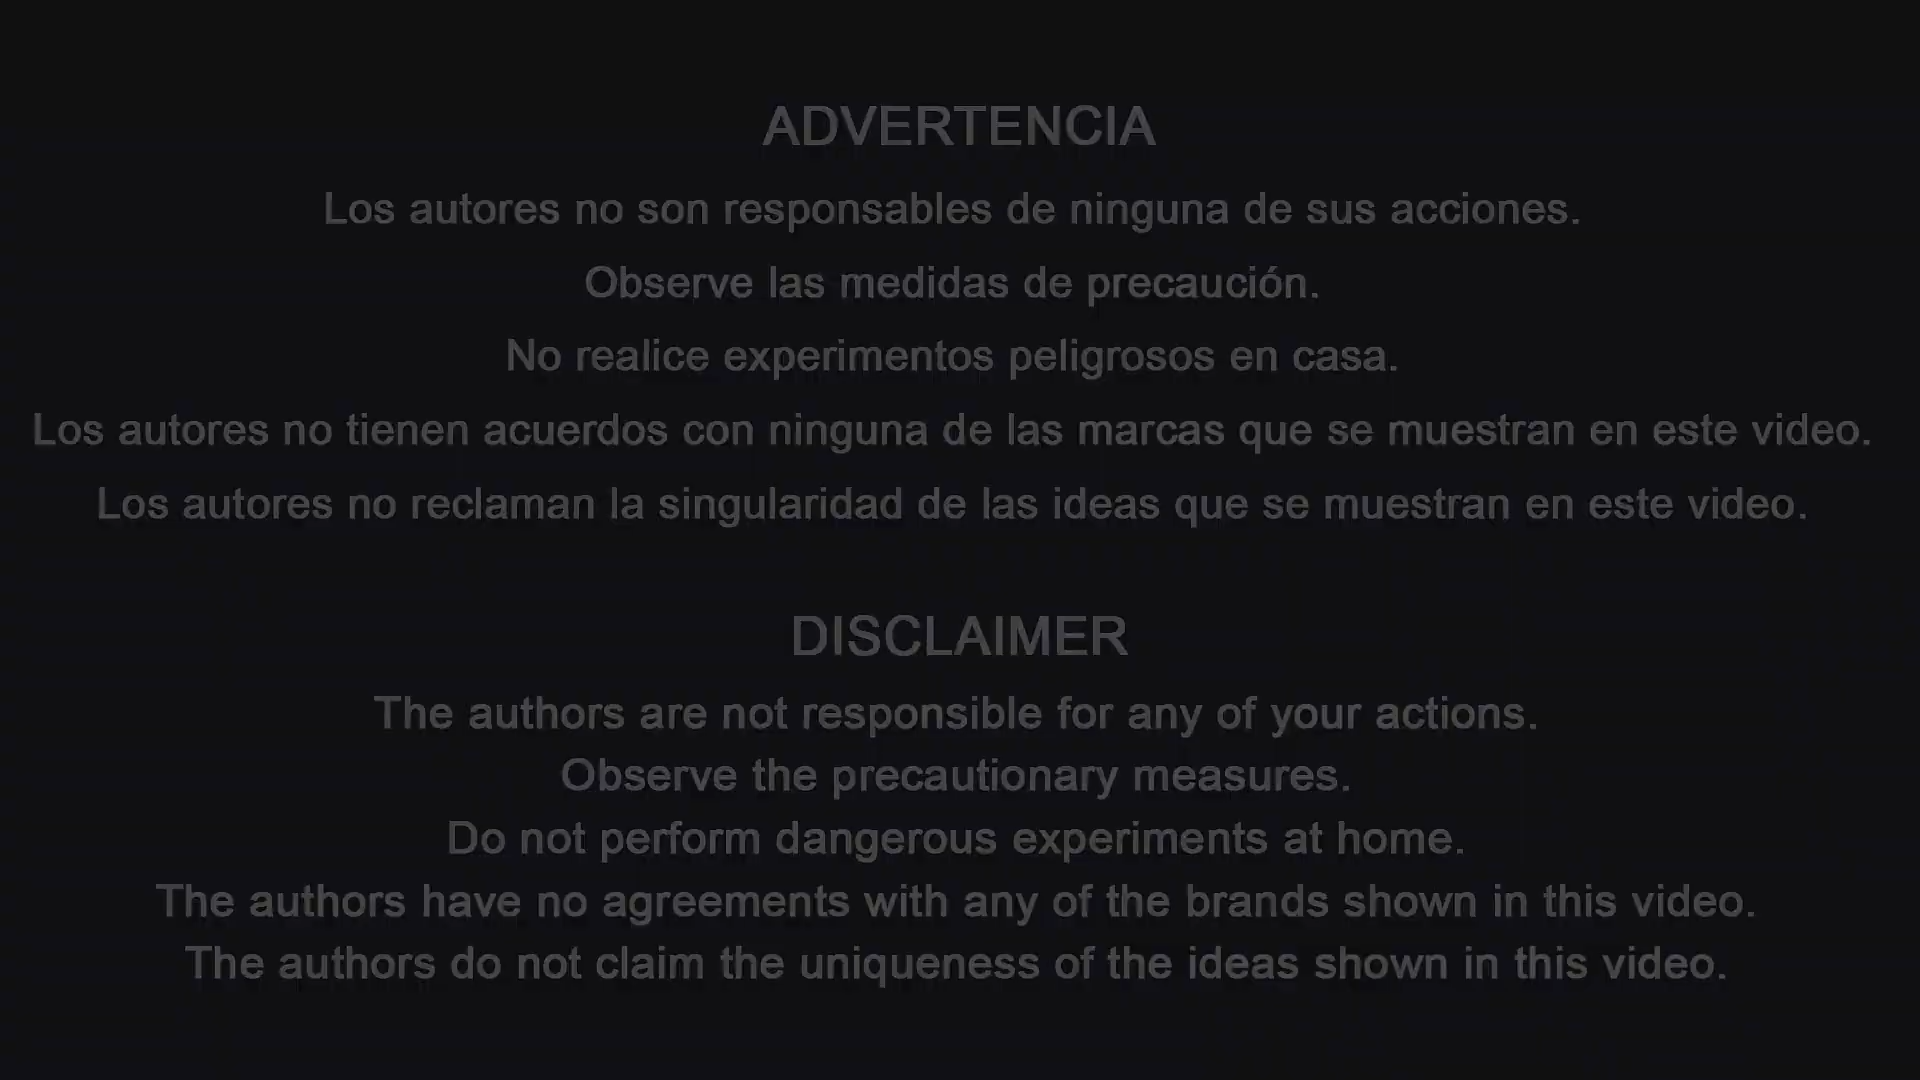 ADVERTENCIA
Los autores no son responsables de ninguna de sus acciones.
Observe las medidas de precaución.
No realice experimentos peligrosos en casa.
Los autores no tienen acuerdos con ninguna de las marcas que se muestran en este video.
Los autores no reclaman la singularidad de las ideas que se muestran en este video.
DISCLAIMER
The authors are not responsible for any of your actions.
Observe the precautionary measures.
Do not perform dangerous experiments at home.
The authors have no agreements with any of the brands shown in this video.
The authors do not claim the uniqueness of the ideas shown in this video.